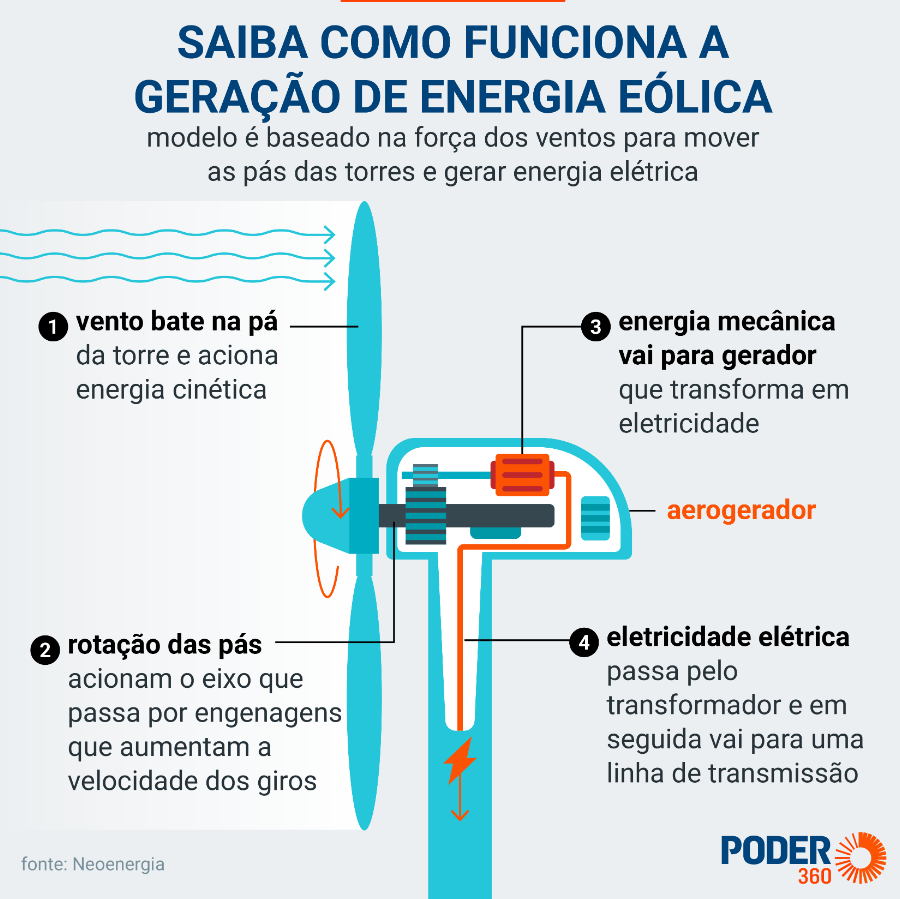 SAIBA COMO FUNCIONA A
GERAÇÃO DE ENERGIA EÓLICA
modelo é baseado na força dos ventos para mover
as pás das torres e gerar energia elétrica
1 vento bate na pá
da torre e aciona
energia cinética
3 energia mecânica
vai para gerador
que transforma em
eletricidade
aerogerador
2 rotação das pás
acionam o eixo que
passa por engenagens
que aumentam a
velocidade dos giros
4 eletricidade elétrica
passa pelo
transformador e em
seguida vai para uma
linha de transmissão
fonte: Neoenergia
PODER
360